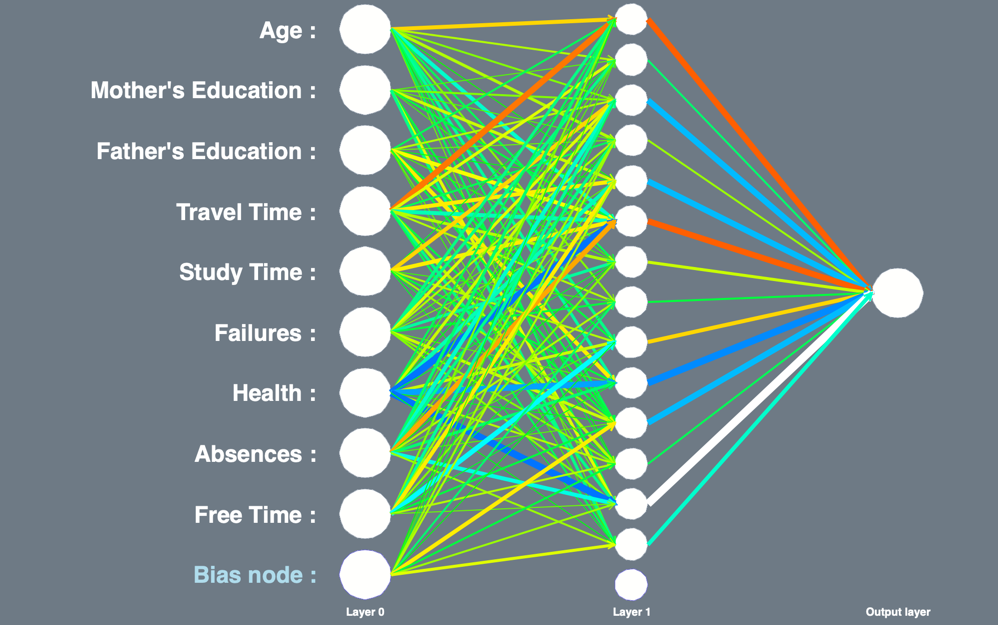 Age :
Mother's Education :
Father's Education :
Travel Time :
Study Time :
Failures :
Health :
Absences :
Free Time :
Bias node :
Layer 0
Layer 1
Output layer